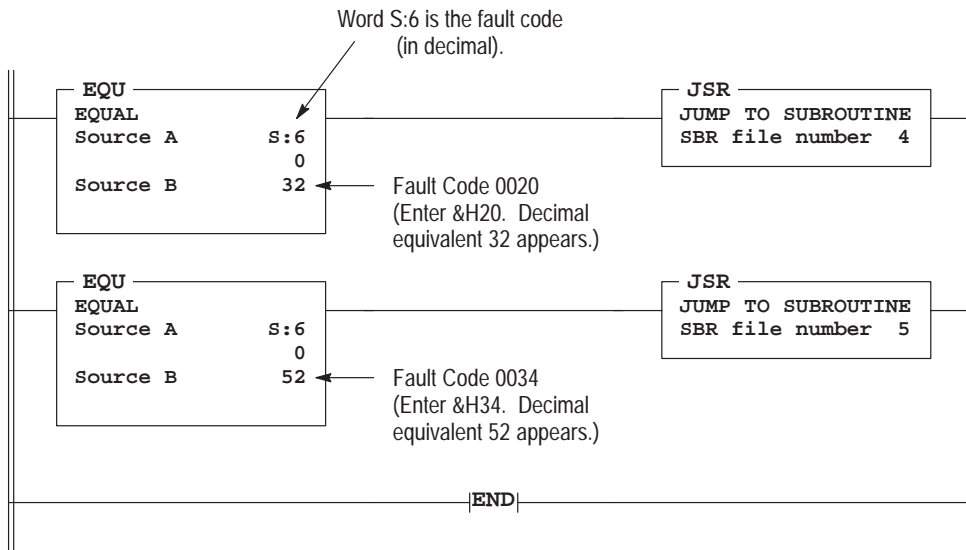 Word S:6 is the fault code
(in decimal).
EQU
EQUAL
Source A S:6
0
Source B 32
Fault Code 0020
(Enter &H20. Decimal
equivalent 32 appears.)
JSR
JUMP TO SUBROUTINE
SBR file number 4
EQU
EQUAL
Source A S:6
0
Source B 52
Fault Code 0034
(Enter &H34. Decimal
equivalent 52 appears.)
JSR
JUMP TO SUBROUTINE
SBR file number 5
END